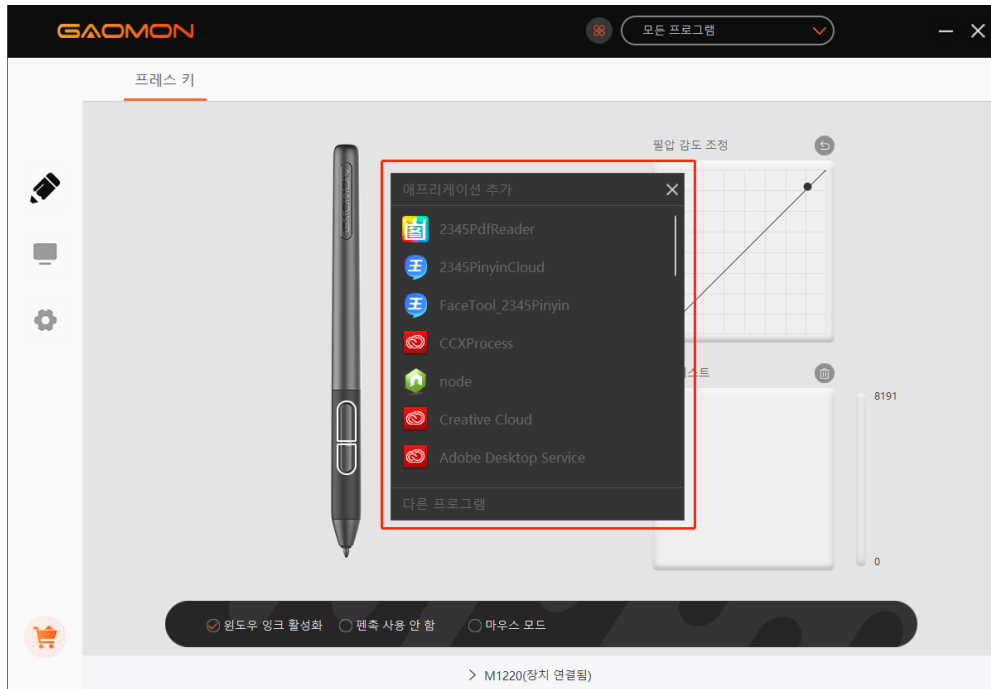 GAOMON
모든 프로그램
프레스 키
GAOMON
필압 감도 조정
애프리케이션 추가
2345PdfReader
2345PinyinCloud
FaceTool_2345Pinyin
CCXProcess
node
Creative Cloud
Adobe Desktop Service
다른 프로그램
스트
8191
0
윈도우 잉크 활성화
펜촉 사용 안 함
마우스 모드
M1220(장치 연결됨)